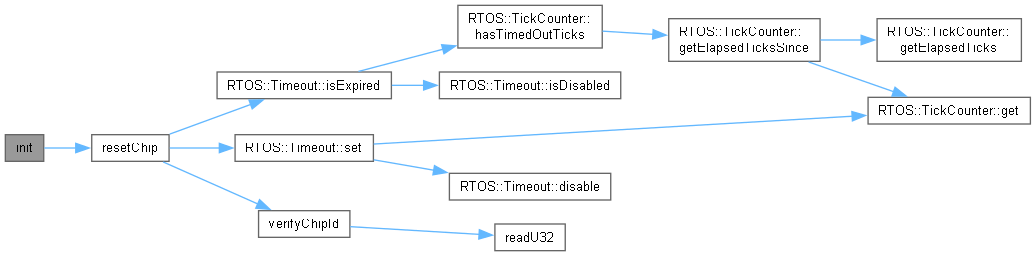 init
resetChip
RTOS::Timeout::isExpired
RTOS::TickCounter::
hasTimedOutTicks
RTOS::TickCounter::
getElapsedTicksSince
RTOS::TickCounter::
getElapsedTicks
RTOS::Timeout::isDisabled
RTOS::TickCounter::get
RTOS::Timeout::set
RTOS::Timeout::disable
verifyChipId
readU32